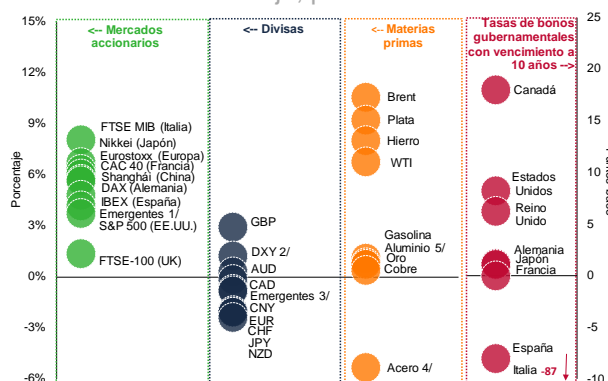 15%
12%
9%
6%
3%
0%
-3%
-6%
Porcentaje
<-- Mercados
accionarios
FTSE MIB (Italia)
Nikkei (Japón)
Eurostoxx (Europa)
CAC 40 (Francia)
Shanghái (China)
DAX (Alemania)
IBEX (España)
Emergentes 1/
S&P 500 (EE.UU.)
FTSE-100 (UK)
<-- Divisas
GBP
DXY 2/
AUD
CAD
Emergentes 3/
CNY
EUR
CHF
JPY
NZD
<-- Materias
primas
Brent
Plata
Hierro
WTI
Gasolina
Aluminio 5/
Oro
Cobre
Acero 4/
Tasas de bonos
gubernamentales
con vencimiento a
10 años -->
Canadá
Estados
Unidos
Reino
Unido
Alemania
Japón
Francia
España
Italia -87
25
20
15
10
5
0
-5
-10